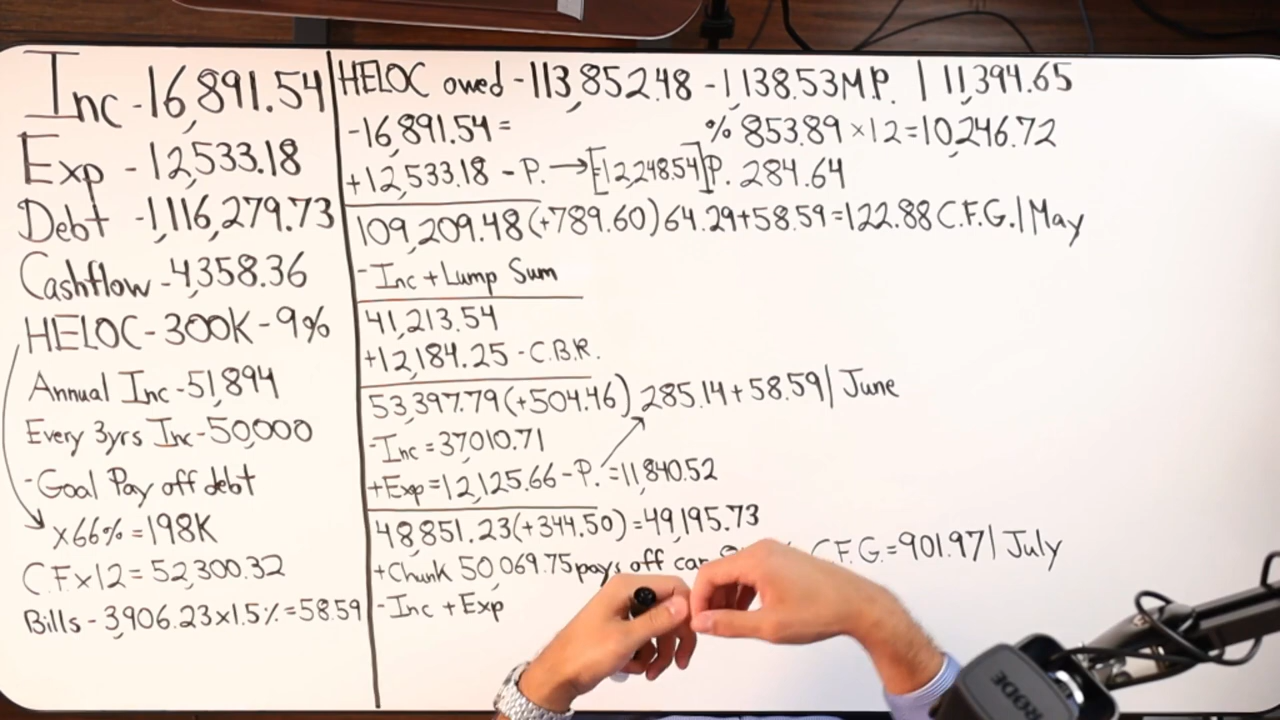 Inc - 16,891.54
Exp - 12,533.18
Debt - 1,116,279.73
Cashflow - 4,358.36
HELOC - 300K - 9%
Annual Inc - 51,894
Every 3yrs Inc - 50,000
- Goal Pay off debt
x66% = 198K
C.F x 12 = 52,300.32
Bills - 3,906.23 x 1.5% = 58.59
HELOC owed - 113,852.48 - 1,138.53 M.P. | 11,394.65
- 16,891.54 = % 853.89 x 12 = 10,246.72
+ 12,533.18 - P. → [12,248.54] P. 284.64
109,209.48 (+789.60) 64.29 + 58.59 = 122.88 C.F.G. | May
- Inc + Lump Sum
41,213.54
+ 12,184.25 - C.B.R.
53,397.79 (+504.46) 285.14 + 58.59 | June
- Inc = 37010.71
+ Exp = 12,125.66 - P. = 11,840.52
48,851.23 (+344.50) = 49,195.73
+ Chunk 50,069.75 pays off car C.F.G = 901.97 | July
- Inc + Exp
RØDE